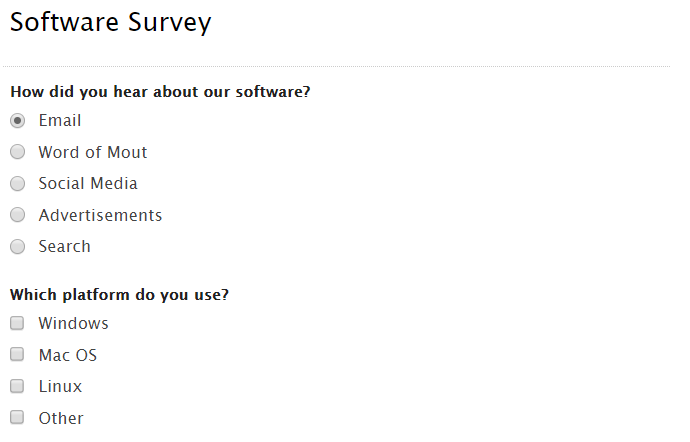 Software Survey
How did you hear about our software?
Email
Word of Mout
Social Media
Advertisements
Search
Which platform do you use?
Windows
Mac OS
Linux
Other